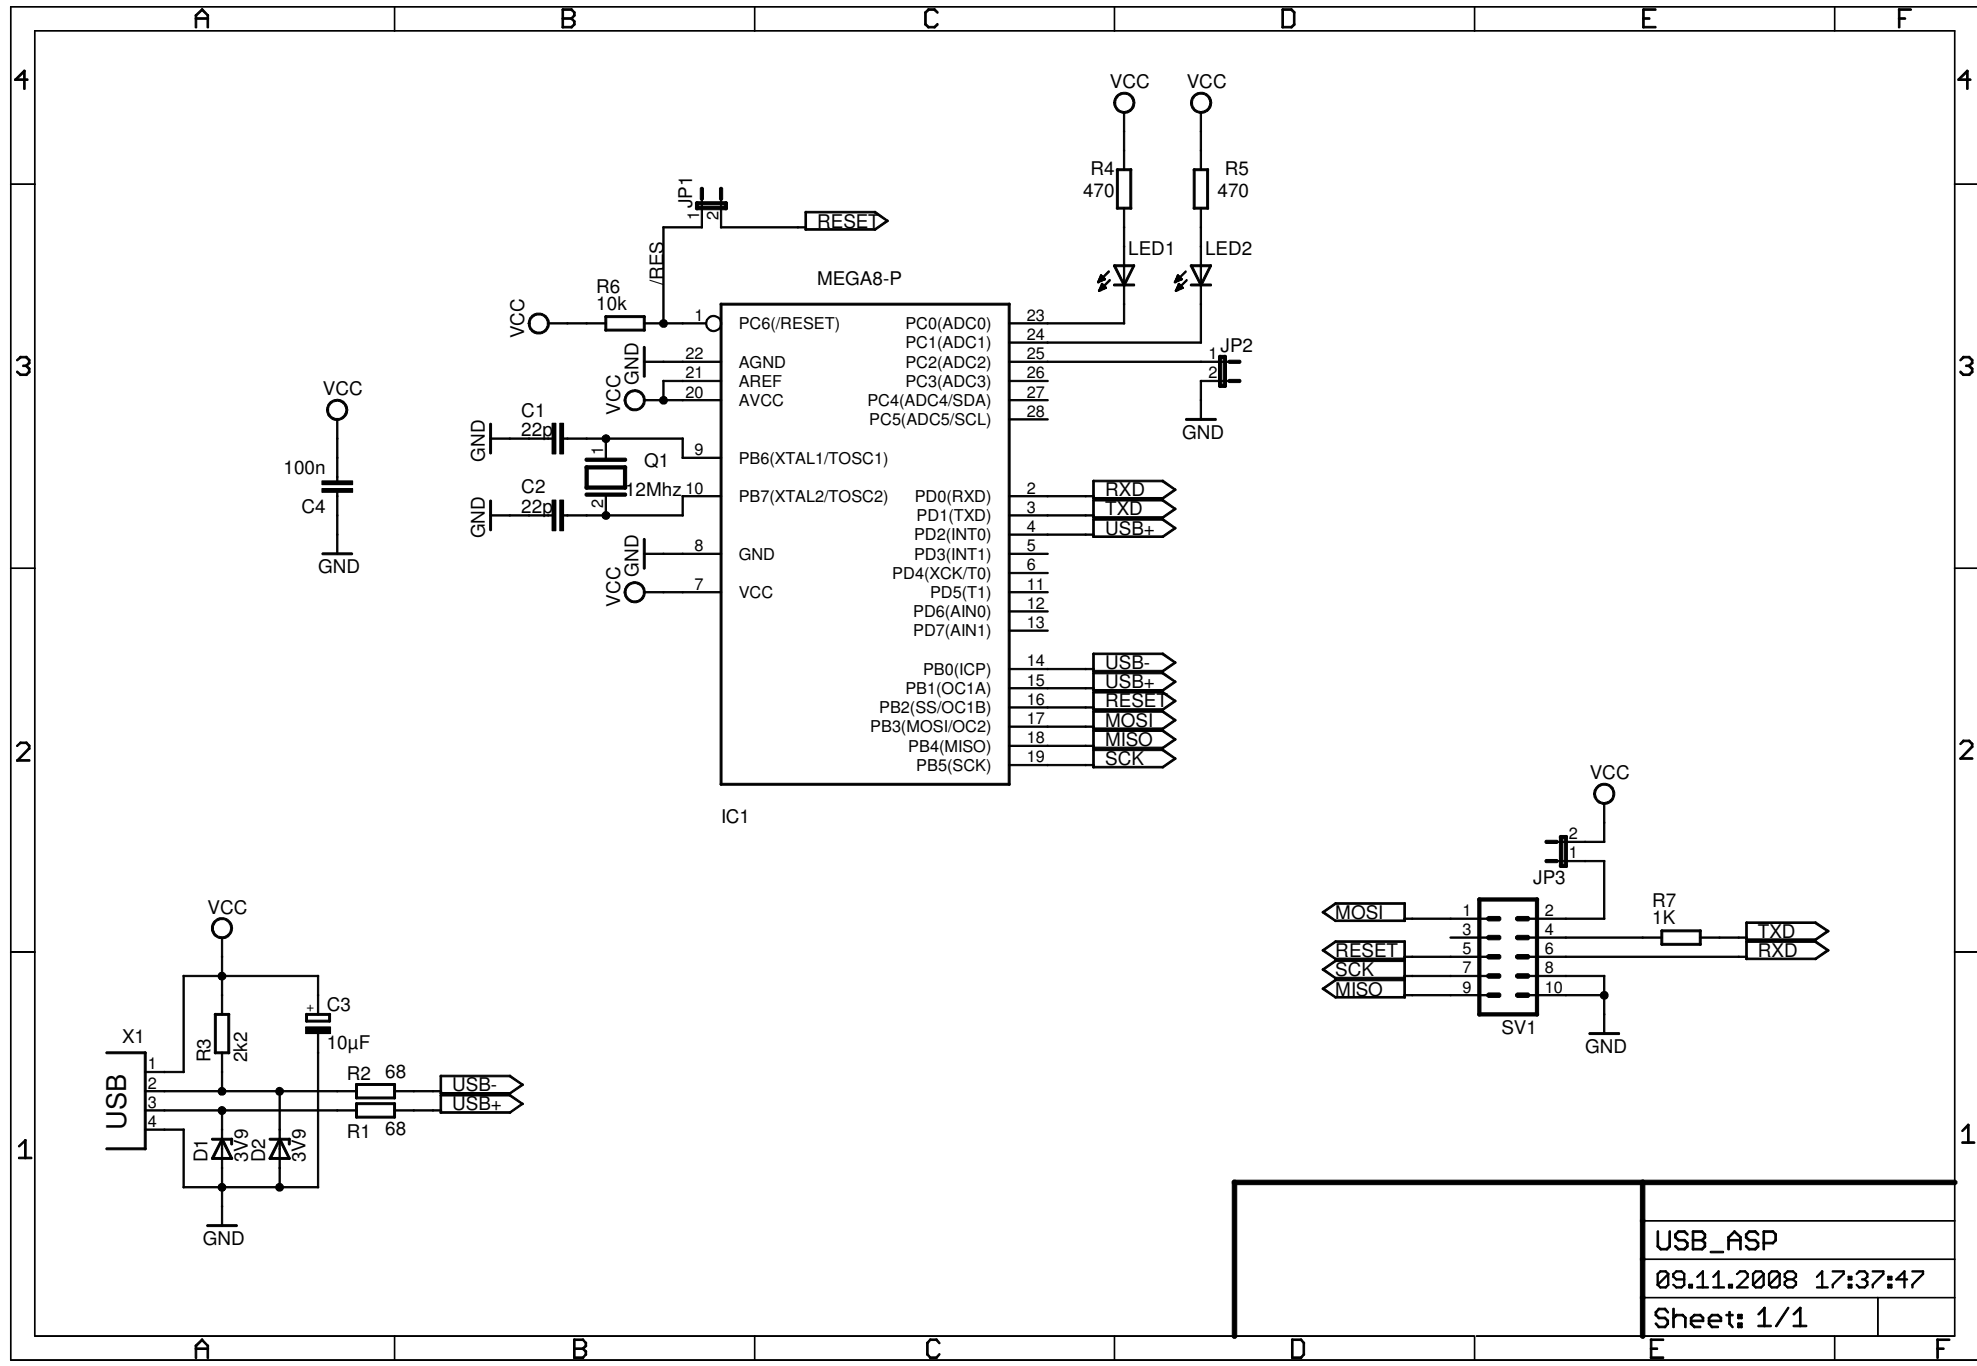 A B C D E F
4 4
VCC VCC
R4 470
R5 470
JP1
1 2
RESET
/RES
LED1 LED2
MEGA8-P
R6
10k
VCC
1 PC6(/RESET)
GND 22 AGND
21 AREF
VCC 20 AVCC
C1
22p
GND
9 PB6(XTAL1/TOSC1)
1
Q1
12Mhz
2
C2
22p
GND
10 PB7(XTAL2/TOSC2)
GND 8 GND
VCC 7 VCC
PC0(ADC0) 23
PC1(ADC1) 24
PC2(ADC2) 25
PC3(ADC3) 26
PC4(ADC4/SDA) 27
PC5(ADC5/SCL) 28
1 JP2
2
GND
PD0(RXD) 2 RXD
PD1(TXD) 3 TXD
PD2(INT0) 4 USB+
PD3(INT1) 5
PD4(XCK/T0) 6
PD5(T1) 11
PD6(AIN0) 12
PD7(AIN1) 13
PB0(ICP) 14 USB-
PB1(OC1A) 15 USB+
PB2(SS/OC1B) 16 RESET
PB3(MOSI/OC2) 17 MOSI
PB4(MISO) 18 MISO
PB5(SCK) 19 SCK
IC1
3 3
VCC
100n
C4
GND
2 2
VCC
2
1
JP3
MOSI 1 2
3 4
RESET 5 6
SCK 7 8
MISO 9 10
SV1
R7
1K
TXD
RXD
GND
VCC
+ C3
10µF
R3
2k2
X1
USB
1
2
3
4
R2 68
R1 68
USB-
USB+
D1
3V9
D2
3V9
GND
1 1
USB_ASP
09.11.2008 17:37:47
Sheet: 1/1
A B C D E F